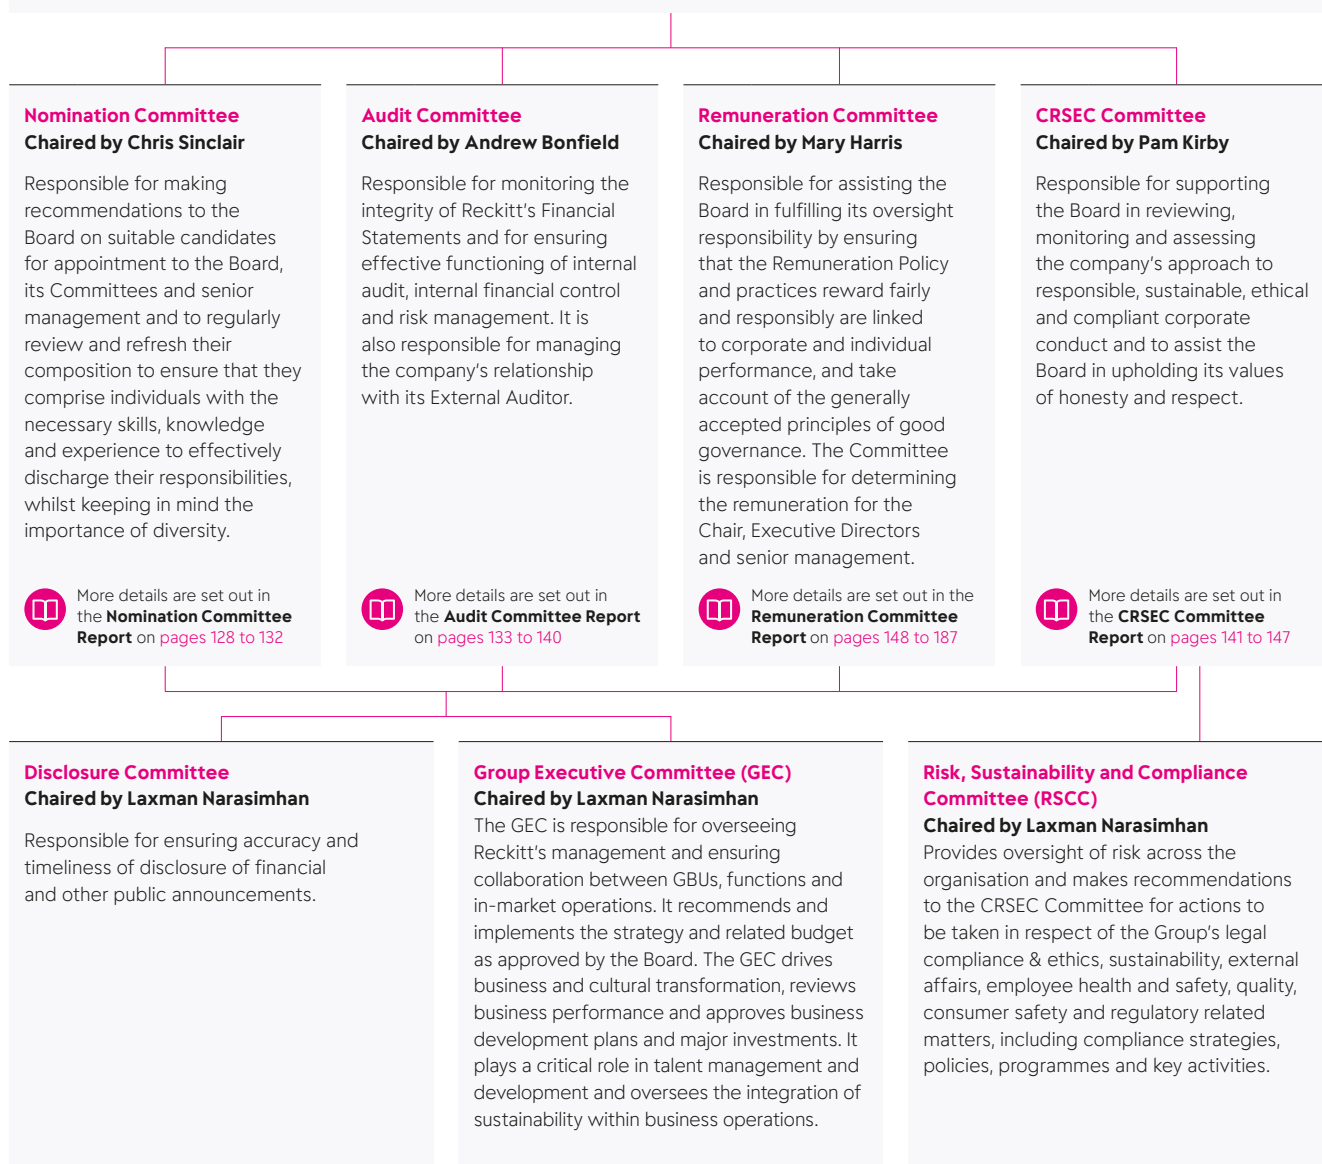 Nomination Committee
Chaired by Chris Sinclair
Responsible for making
recommendations to the
Board on suitable candidates
for appointment to the Board,
its Committees and senior
management and to regularly
review and refresh their
composition to ensure that they
comprise individuals with the
necessary skills, knowledge
and experience to effectively
discharge their responsibilities,
whilst keeping in mind the
importance of diversity.
More details are set out in
the Nomination Committee
Report on pages 128 to 132
Audit Committee
Chaired by Andrew Bonfield
Responsible for monitoring the
integrity of Reckitt's Financial
Statements and for ensuring
effective functioning of internal
audit, internal financial control
and risk management. It is
also responsible for managing
the company's relationship
with its External Auditor.
More details are set out in
the Audit Committee Report
on pages 133 to 140
Remuneration Committee
Chaired by Mary Harris
Responsible for assisting the
Board in fulfilling its oversight
responsibility by ensuring
that the Remuneration Policy
and practices reward fairly
and responsibly are linked
to corporate and individual
performance, and take
account of the generally
accepted principles of good
governance. The Committee
is responsible for determining
the remuneration for the
Chair, Executive Directors
and senior management.
More details are set out in the
Remuneration Committee
Report on pages 148 to 187
CRSEC Committee
Chaired by Pam Kirby
Responsible for supporting
the Board in reviewing,
monitoring and assessing
the company's approach to
responsible, sustainable, ethical
and compliant corporate
conduct and to assist the
Board in upholding its values
of honesty and respect.
More details are set out in
the CRSEC Committee
Report on pages 141 to 147
Disclosure Committee
Chaired by Laxman Narasimhan
Responsible for ensuring accuracy and
timeliness of disclosure of financial
and other public announcements.
Group Executive Committee (GEC)
Chaired by Laxman Narasimhan
The GEC is responsible for overseeing
Reckitt's management and ensuring
collaboration between GBUs, functions and
in-market operations. It recommends and
implements the strategy and related budget
as approved by the Board. The GEC drives
business and cultural transformation, reviews
business performance and approves business
development plans and major investments. It
plays a critical role in talent management and
development and oversees the integration of
sustainability within business operations.
Risk, Sustainability and Compliance
Committee (RSCC)
Chaired by Laxman Narasimhan
Provides oversight of risk across the
organisation and makes recommendations
to the CRSEC Committee for actions to
be taken in respect of the Group's legal
compliance & ethics, sustainability, external
affairs, employee health and safety, quality,
consumer safety and regulatory related
matters, including compliance strategies,
policies, programmes and key activities.